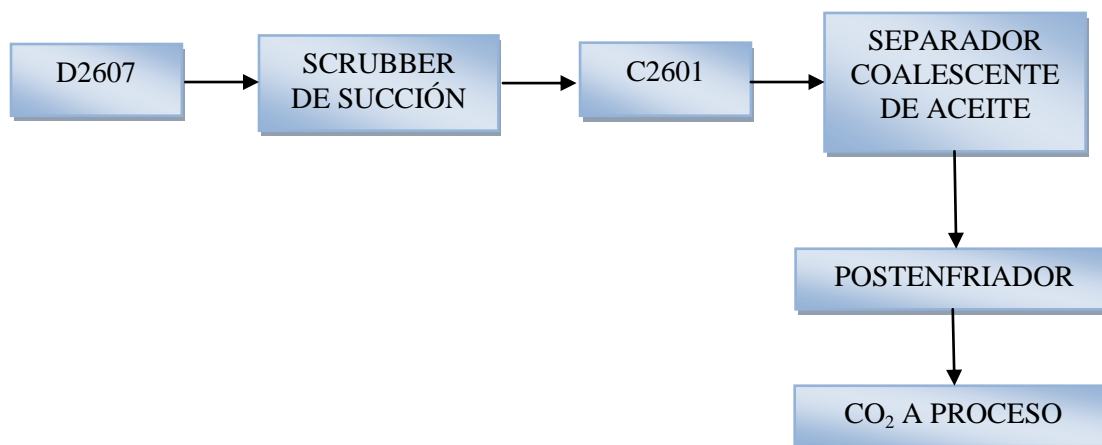 D2607
SCRUBBER
DE SUCCIÓN
C2601
SEPARADOR
COALESCENTE
DE ACEITE
POSTENFRIADOR
CO₂ A PROCESO